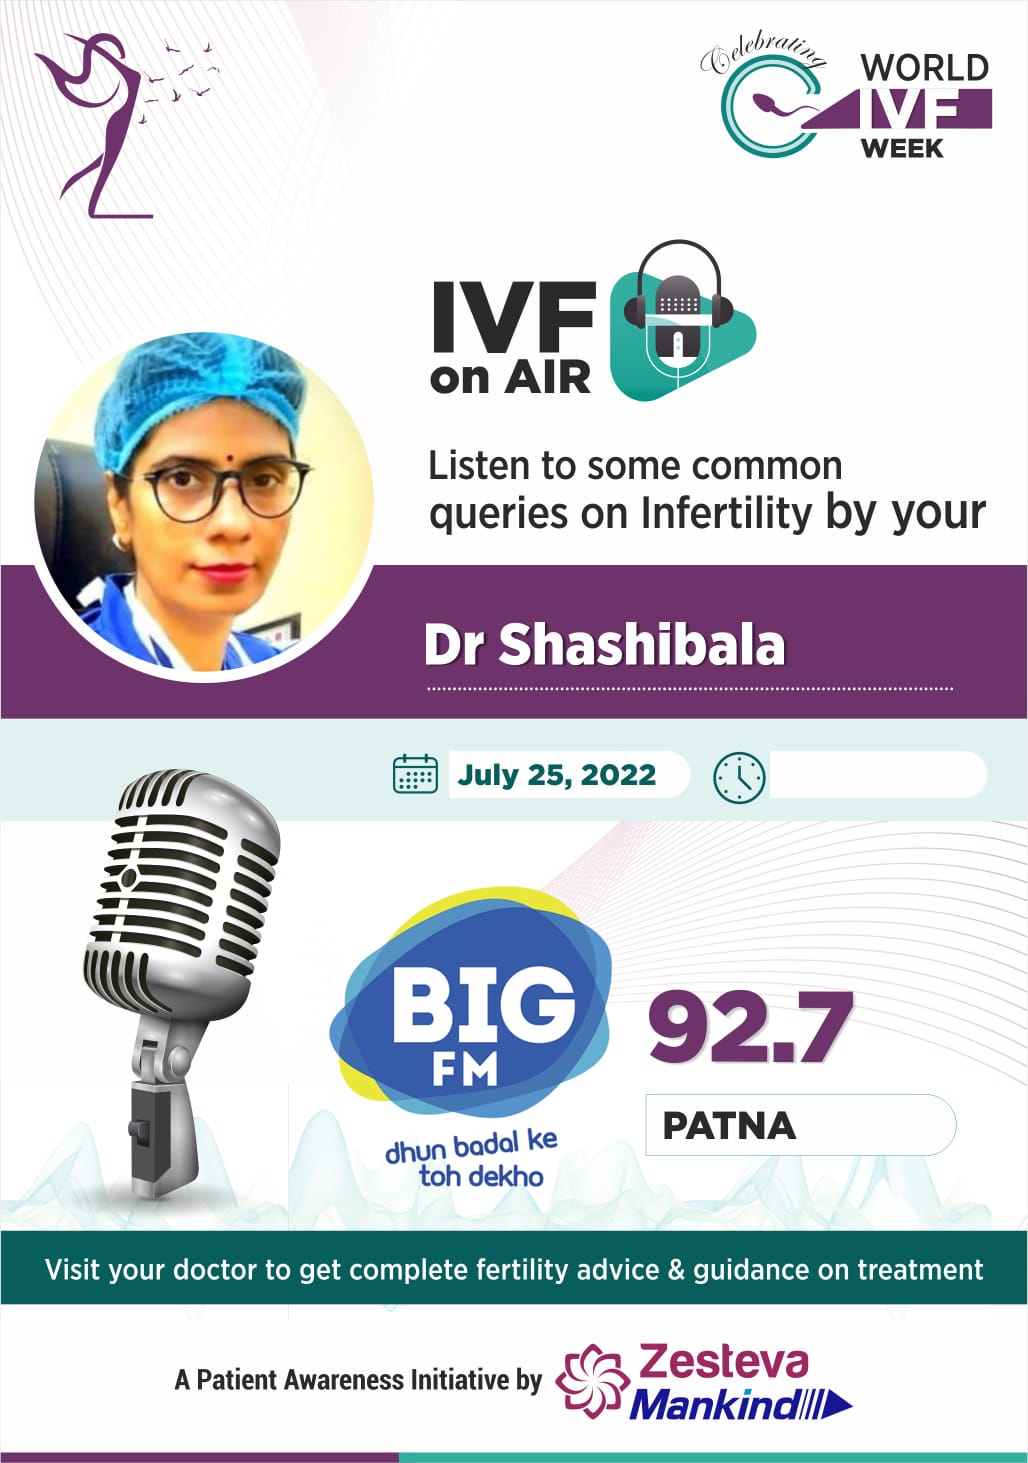 Celebrating
WORLD
IVF
WEEK
IVF
on AIR
Listen to some common
queries on Infertility by your
Dr Shashibala
July 25, 2022
BIG
FM
dhun badal ke
toh dekho
92.7
PATNA
Visit your doctor to get complete fertility advice & guidance on treatment
A Patient Awareness Initiative by
Zesteva
Mankind